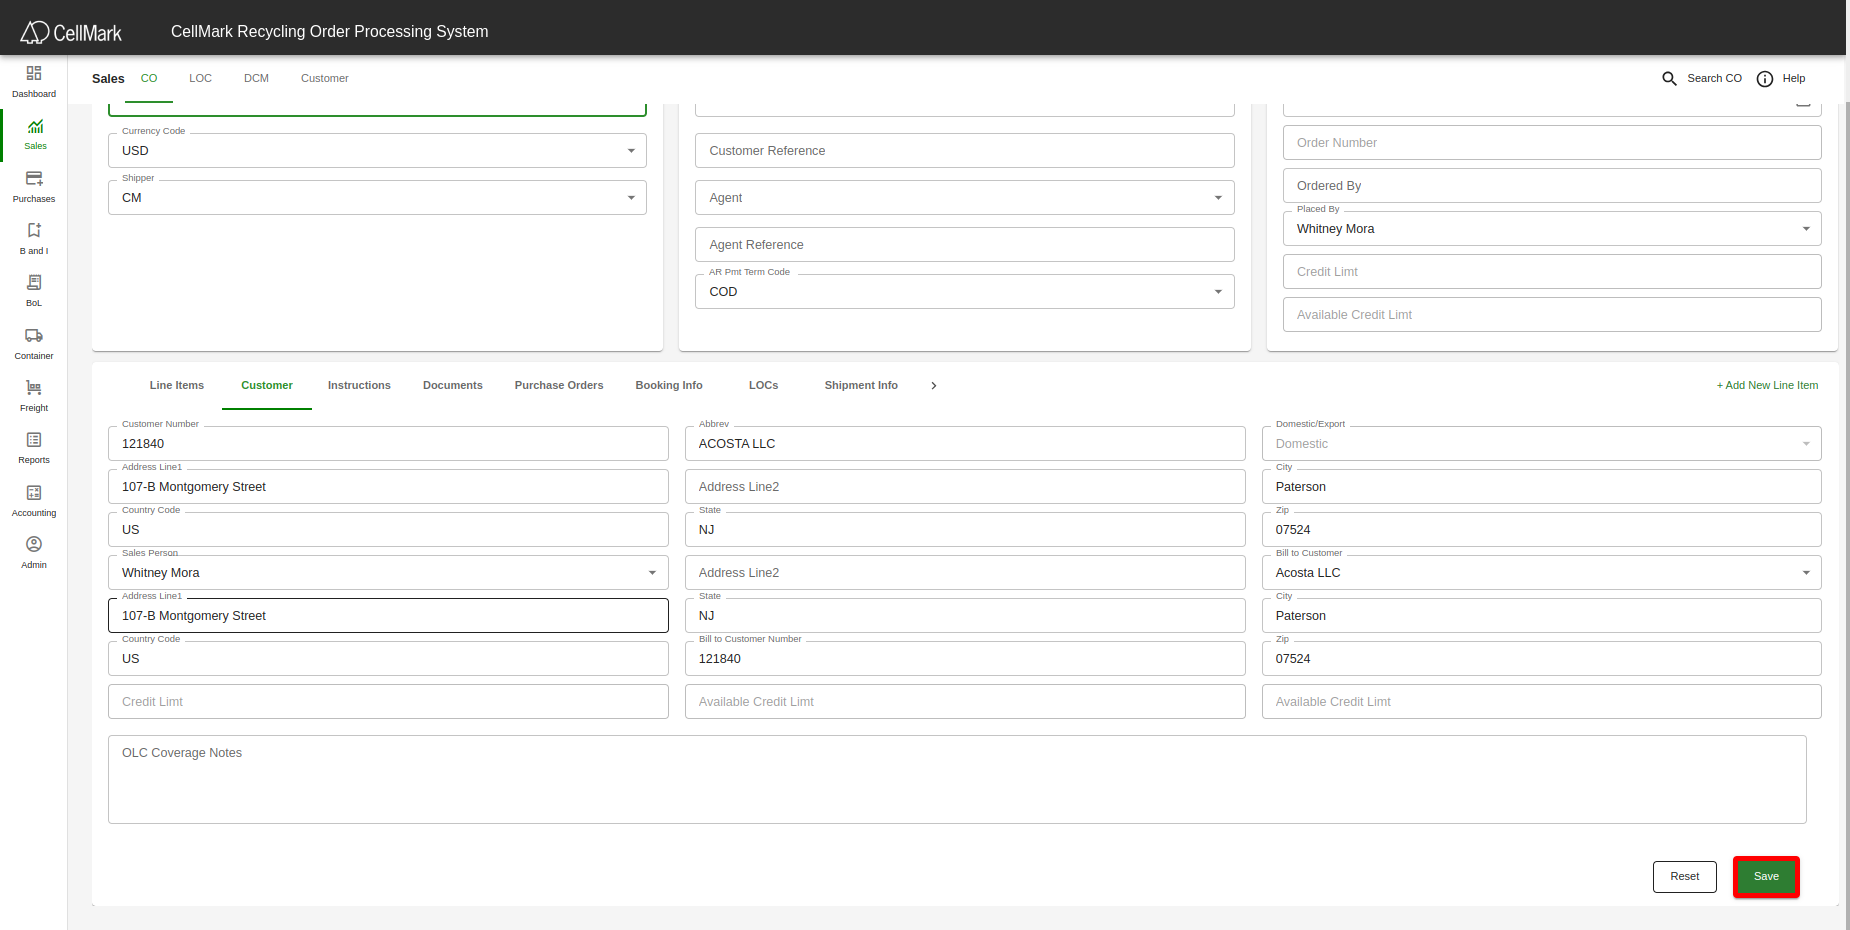 CellMark
CellMark Recycling Order Processing System
Dashboard
Sales
Purchases
B and I
BoL
Container
Freight
Reports
Accounting
Admin
Sales CO LOC DCM Customer
Search CO Help
Currency Code
USD
Shipper
CM
Customer Reference
Agent
Agent Reference
AR Pmt Term Code
COD
Order Number
Ordered By
Placed By
Whitney Mora
Credit Limt
Available Credit Limt
Line Items Customer Instructions Documents Purchase Orders Booking Info LOCs Shipment Info
+ Add New Line Item
Customer Number Abbrev Domestic/Export
121840 ACOSTA LLC Domestic
Address Line1 City
107-B Montgomery Street Address Line2 Paterson
Country Code State Zip
US NJ 07524
Sales Person Bill to Customer
Whitney Mora Address Line2 Acosta LLC
Address Line1 State City
107-B Montgomery Street NJ Paterson
Country Code Bill to Customer Number Zip
US 121840 07524
Credit Limt Available Credit Limt Available Credit Limt
OLC Coverage Notes
Reset Save